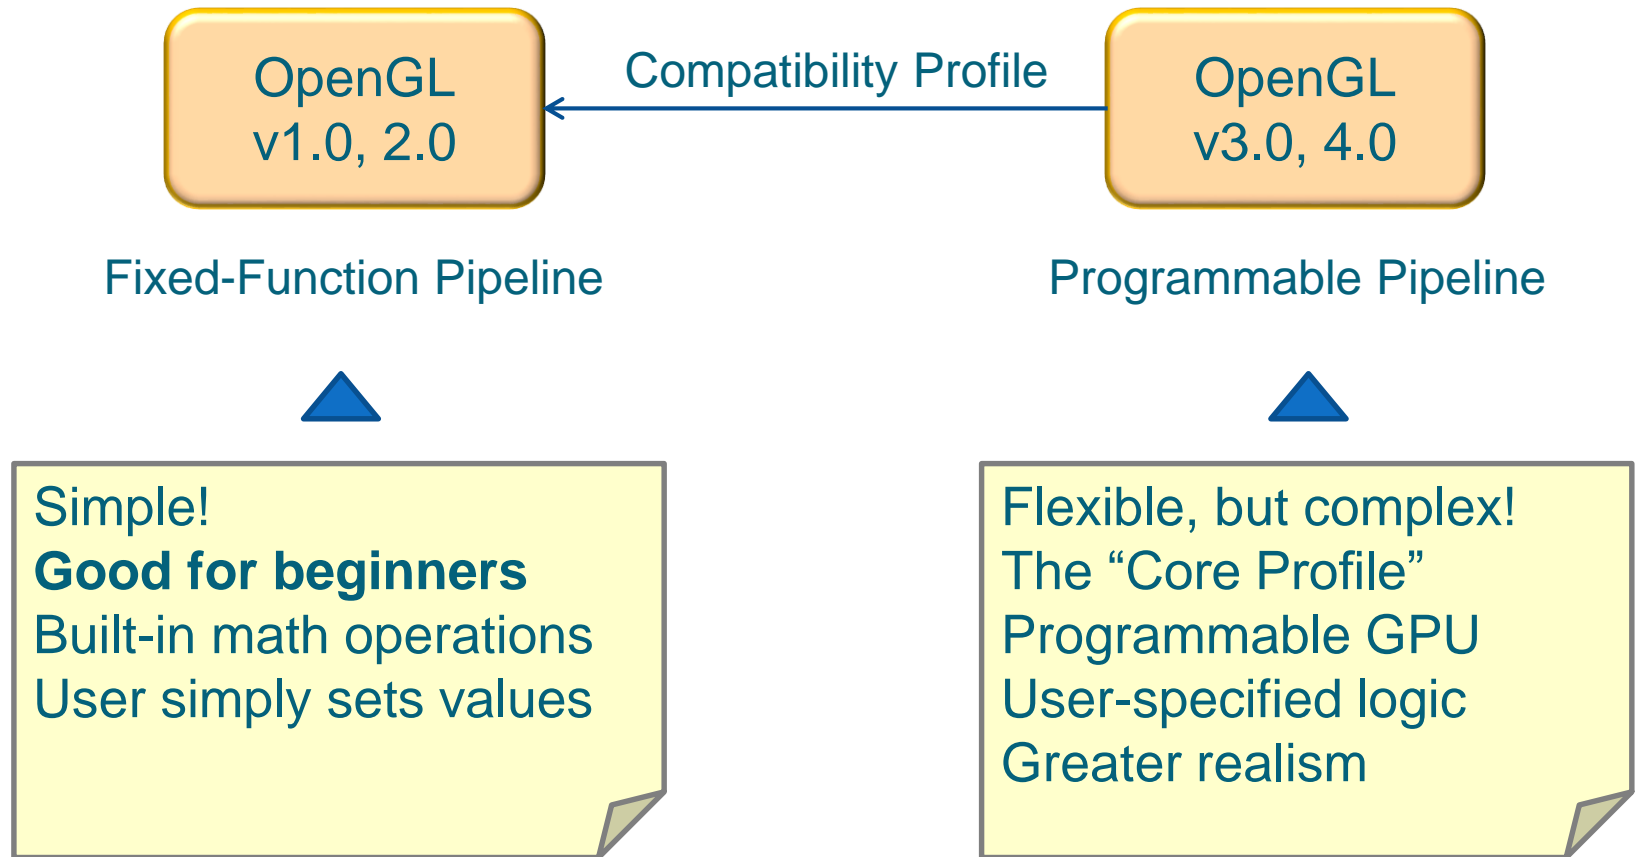 OpenGL
v1.0, 2.0
Compatibility Profile
OpenGL
v3.0, 4.0
Fixed-Function Pipeline
Programmable Pipeline
Simple!
Good for beginners
Built-in math operations
User simply sets values
Flexible, but complex!
The “Core Profile”
Programmable GPU
User-specified logic
Greater realism